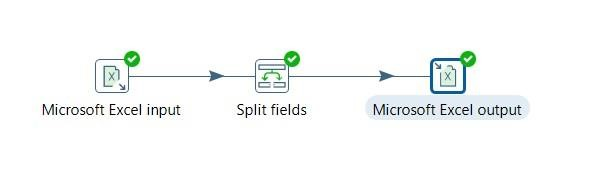 Microsoft Excel input
Split fields
Microsoft Excel output